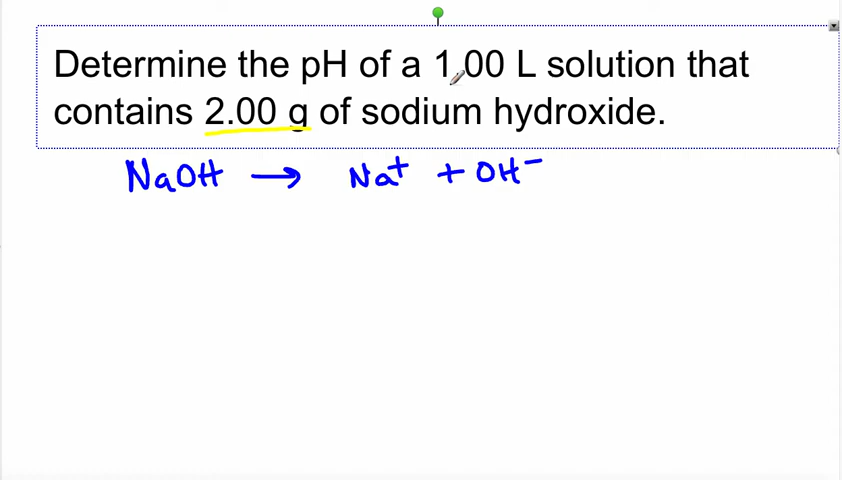 Determine the pH of a 1.00 L solution that
contains 2.00 g of sodium hydroxide.
NaOH → Na⁺ + OH⁻